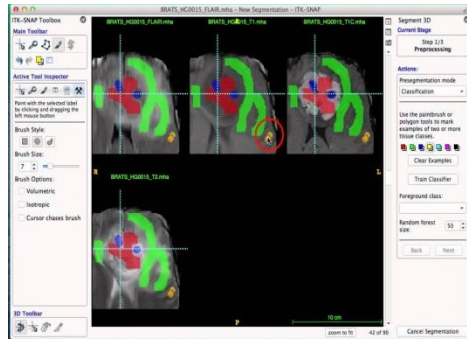 BRATS_HG0015_FLAIR.mha - New Segmentation - ITK-SNAP
ITK-SNAP Toolbox
Main Toolbar
Active Tool Inspector
Paint with the selected label
by clicking and dragging the
left mouse button
Brush Style:
Brush Size:
7
Brush Options:
Volumetric
Isotropic
Cursor chases brush
3D Toolbar
BRATS_HG0015_FLAIR.mha
BRATS_HG0015_T1.mha
BRATS_HG0015_T1C.mha
R
L
BRATS_HG0015_T2.mha
P
10 cm
zoom to fit
42 of 96
Segment 3D
Current Stage
Step 1/3
Preprocessing
Actions:
Presegmentation mode
Classification
Use the paintbrush or
polygon tools to mark
examples of two or more
tissue classes.
Clear Examples
Train Classifier
Foreground class:
Random forest
size:
50
Back
Next
Cancel Segmentation